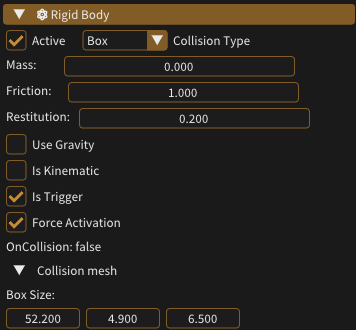 Rigid Body
Active Box Collision Type
Mass: 0.000
Friction: 1.000
Restitution: 0.200
Use Gravity
Is Kinematic
Is Trigger
Force Activation
OnCollision: false
Collision mesh
Box Size:
52.200 4.900 6.500